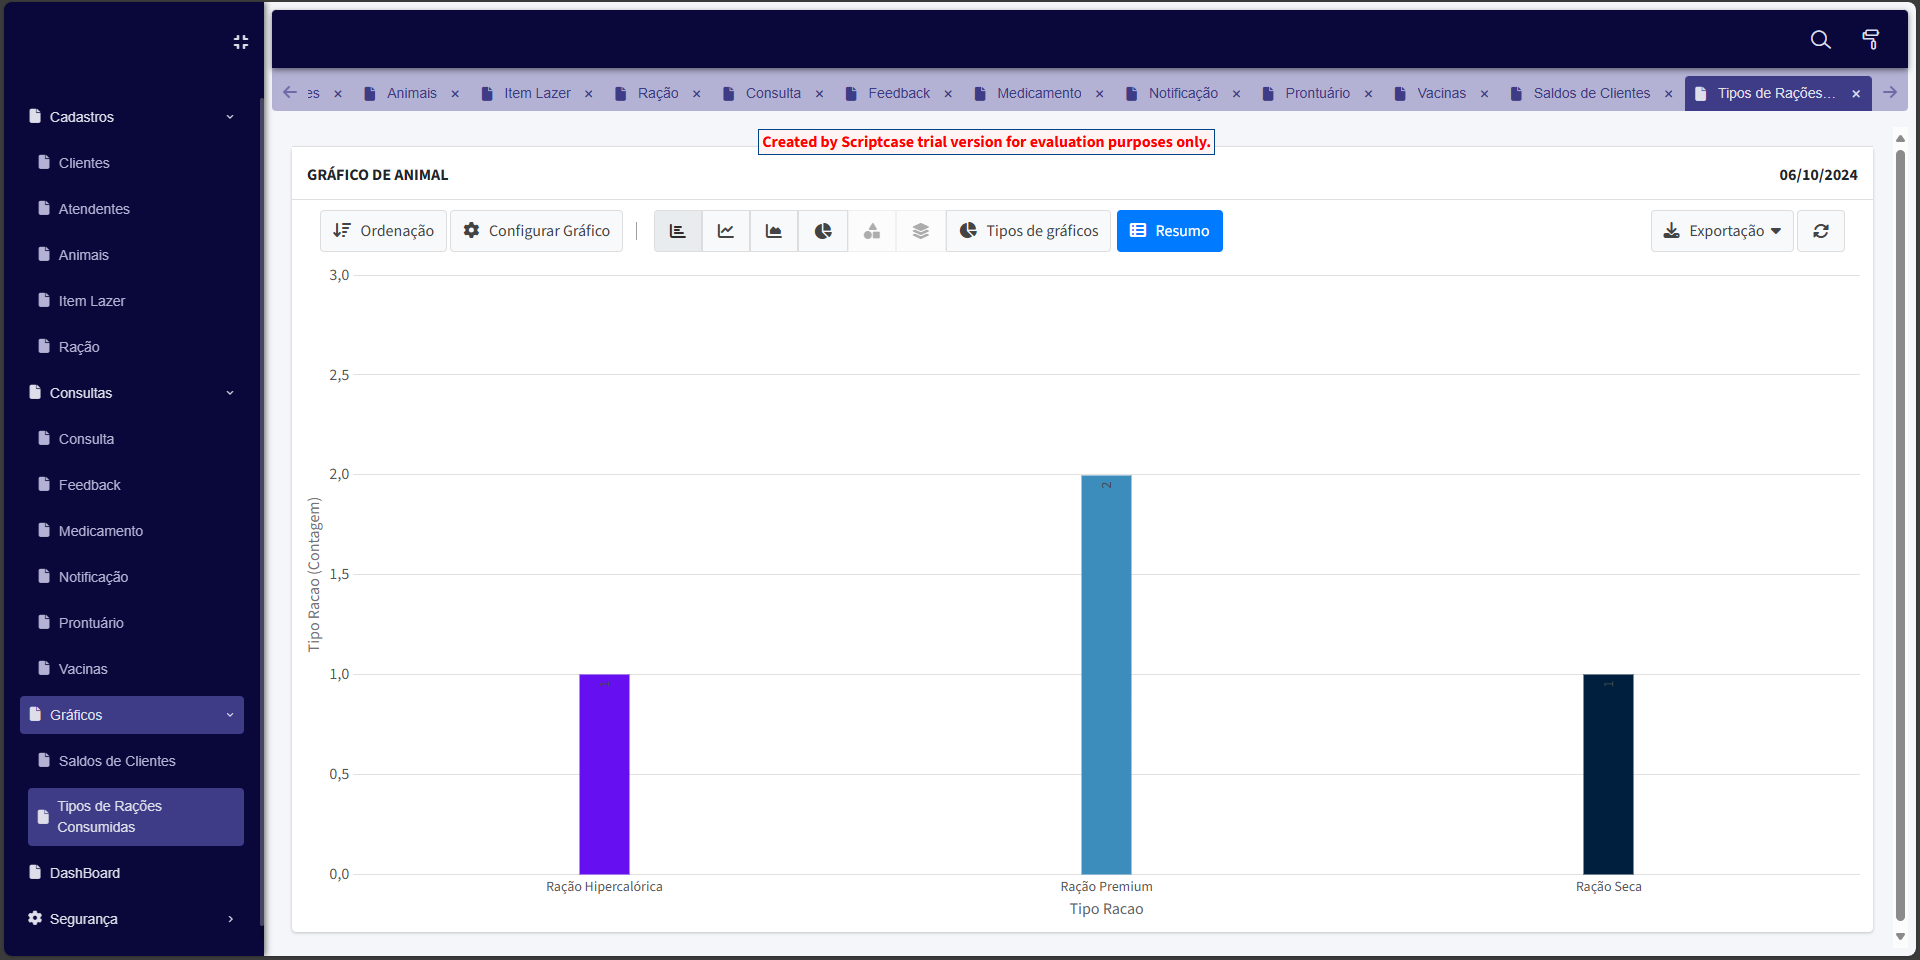 es × Animais × Item Lazer × Ração × Consulta × Feedback × Medicamento × Notificação × Prontuário × Vacinas × Saldos de Clientes × Tipos de Rações... ×
Cadastros
Clientes
Atendentes
Animais
Item Lazer
Ração
Consultas
Consulta
Feedback
Medicamento
Notificação
Prontuário
Vacinas
Gráficos
Saldos de Clientes
Tipos de Rações
Consumidas
DashBoard
Segurança
Created by Scriptcase trial version for evaluation purposes only.
GRÁFICO DE ANIMAL 06/10/2024
Ordenação Configurar Gráfico Tipos de gráficos Resumo Exportação
3,0
2,5
2,0
1,5
1,0
0,5
0,0
Tipo Racao (Contagem)
1
2
1
Ração Hipercalórica Ração Premium Ração Seca
Tipo Racao